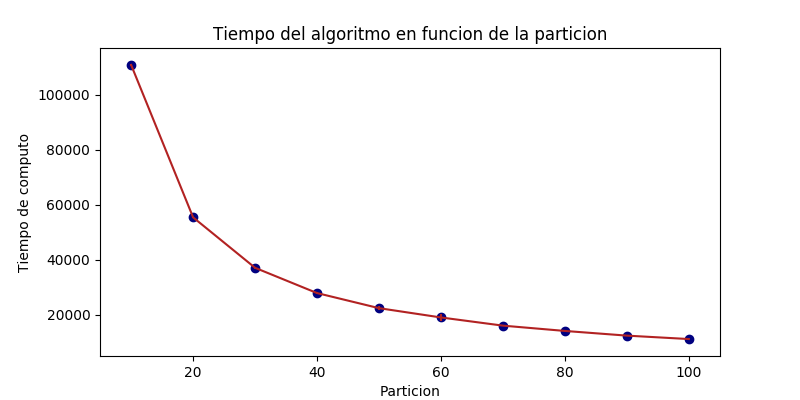 Tiempo del algoritmo en funcion de la particion
100000
80000
60000
40000
20000
Tiempo de computo
20 40 60 80 100
Particion